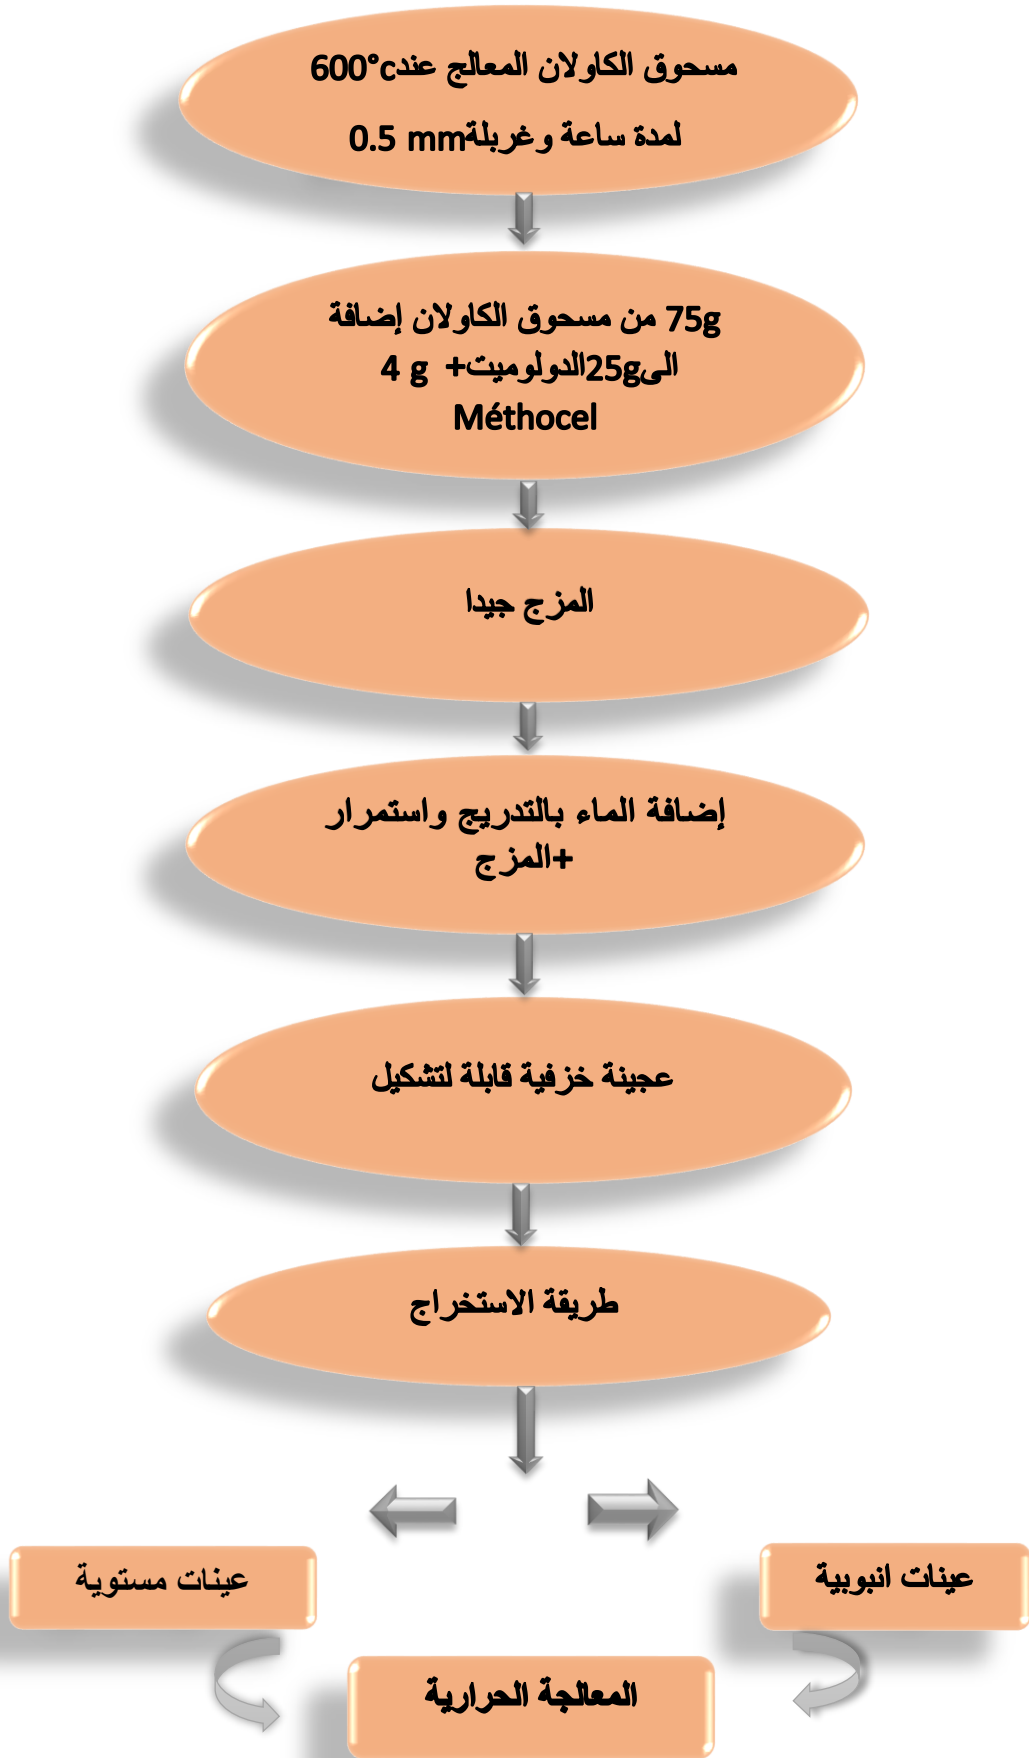 مسحوق الكاولان المعالج عند600°c
لمدة ساعة وغربلة0.5 mm
75g من مسحوق الكاولان إضافة
الى25gالدولوميت+ 4 g
Méthocel
المزج جيدا
إضافة الماء بالتدريج واستمرار
المزج+
عجينة خزفية قابلة لتشكيل
طريقة الاستخراج
عينات انبوبية
عينات مستوية
المعالجة الحرارية